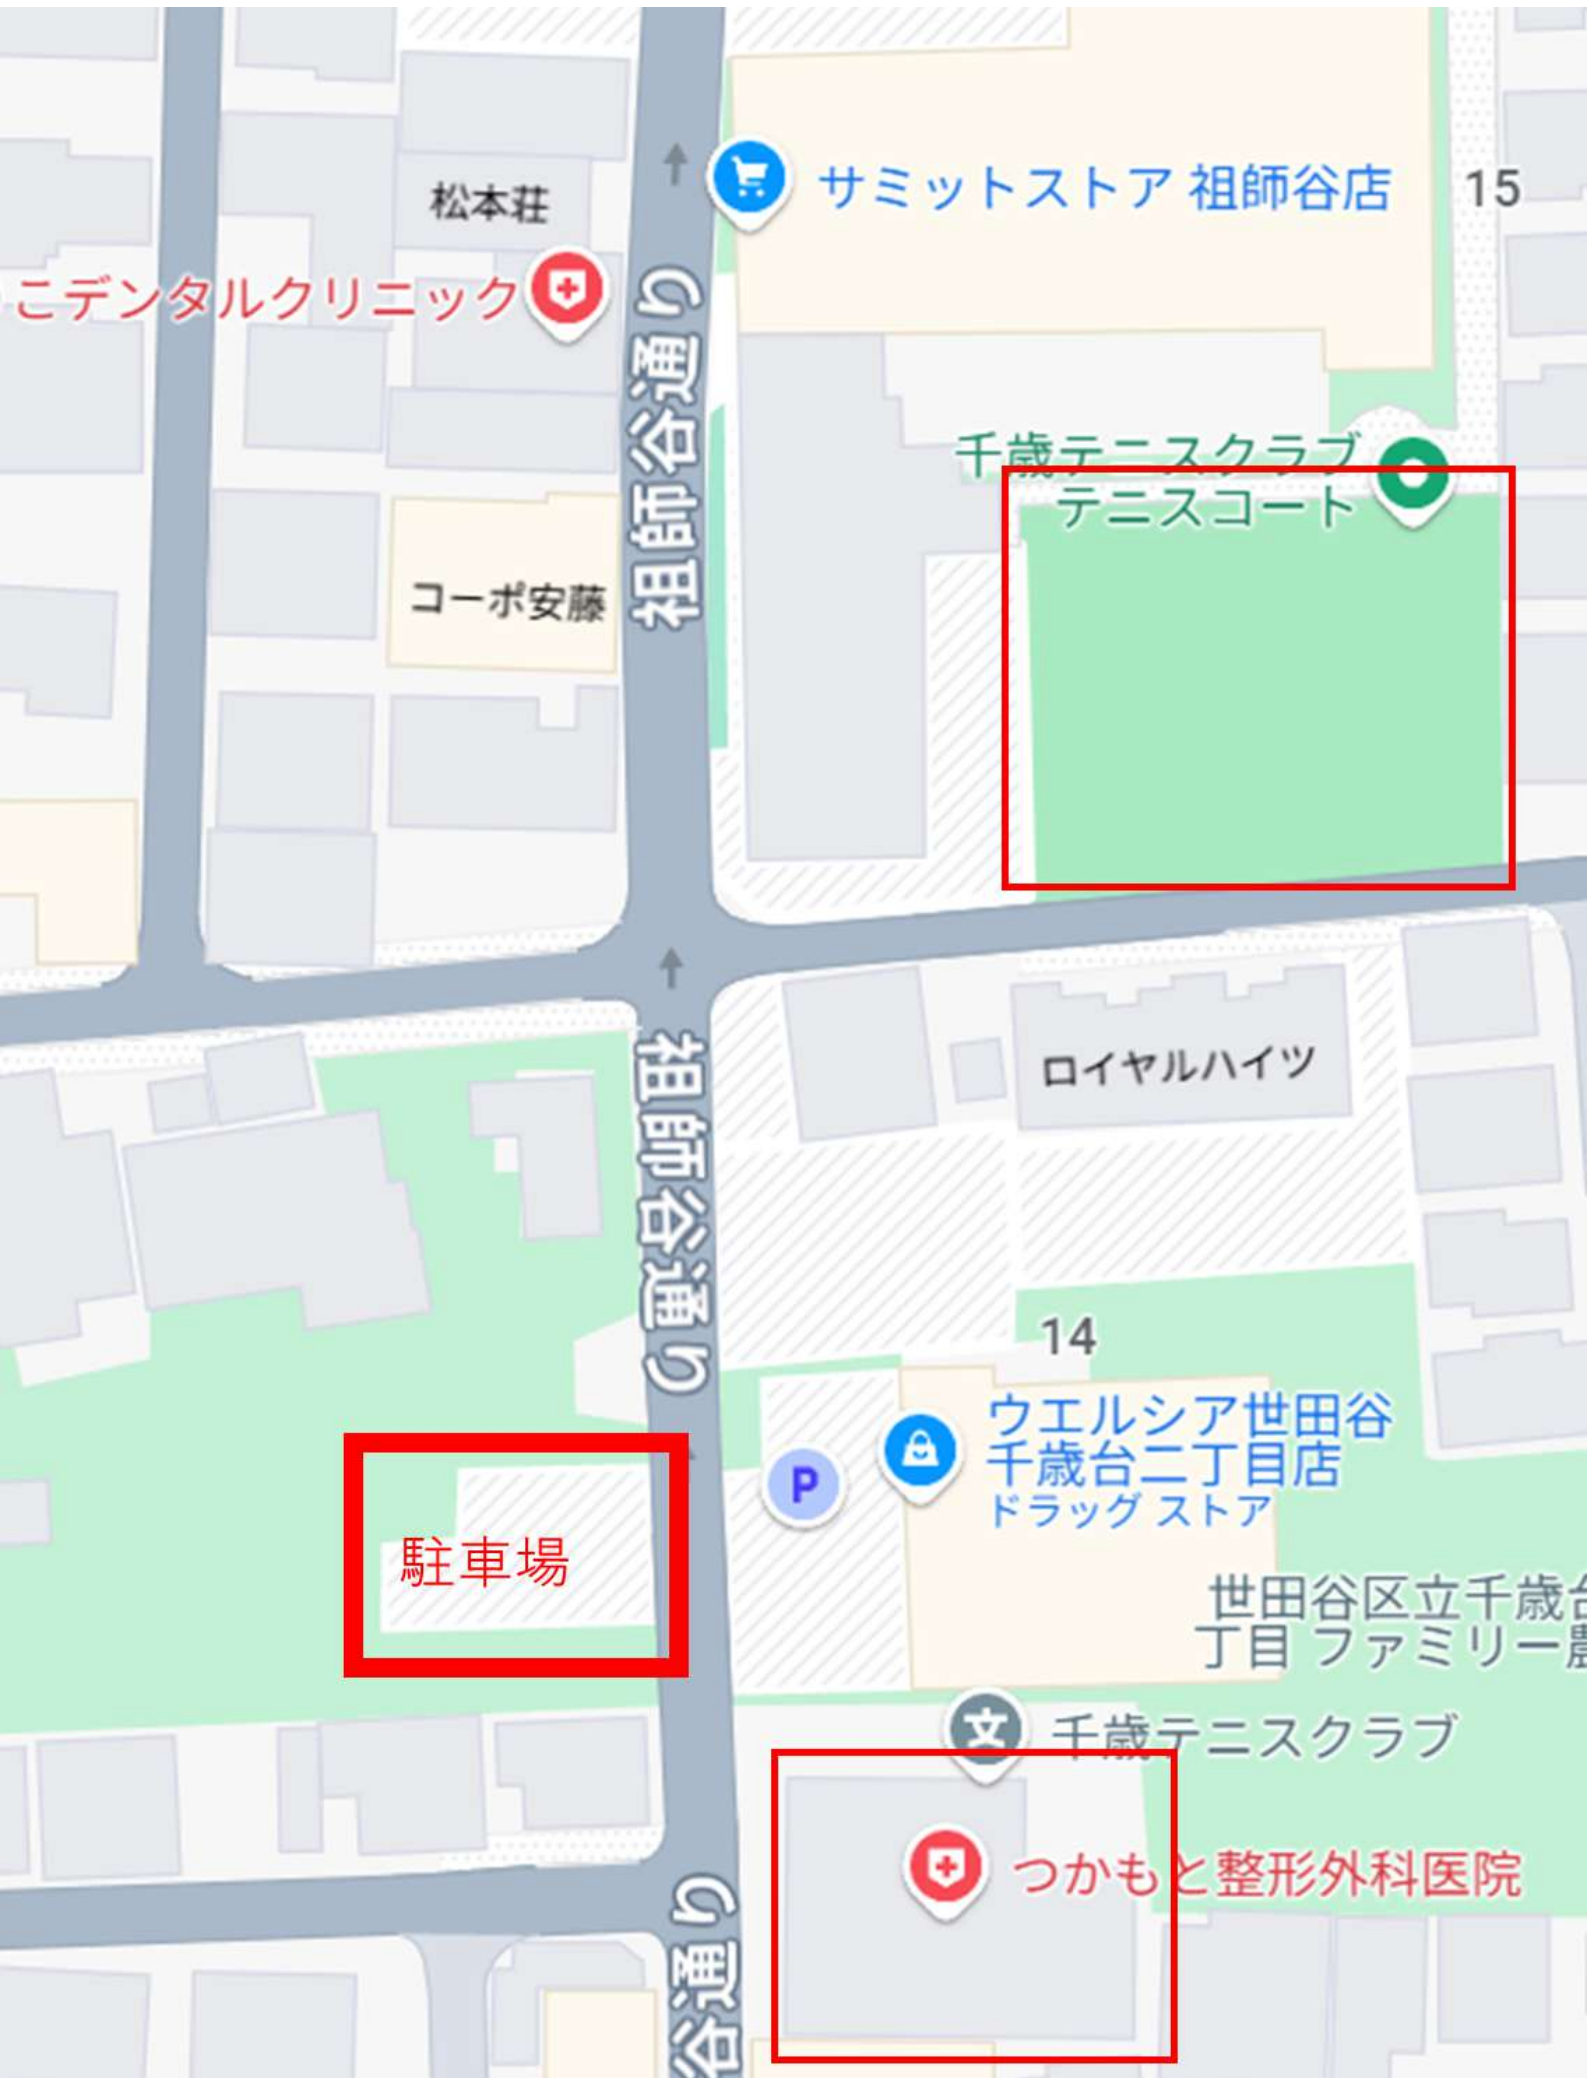 サミットストア 祖師谷店
15
松本荘
こデンタルクリニック
祖師谷通り
千歳テニスクラブ
テニスコート
コーポ安藤
ロイヤルハイツ
祖師谷通り
14
ウエルシア世田谷
千歳台二丁目店
ドラッグ ストア
P
駐車場
世田谷区立千歳台
丁目 ファミリー農
文
千歳テニスクラブ
つかもと整形外科医院
谷通り